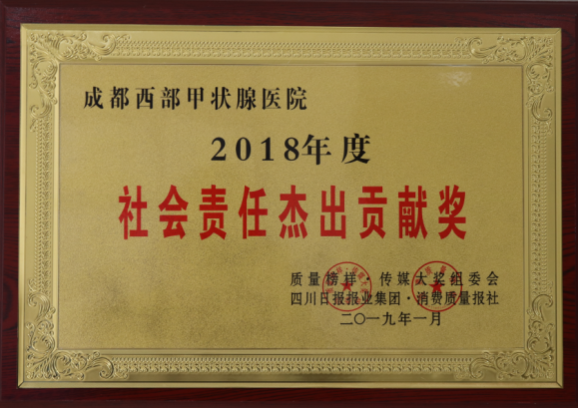 成都西部甲状腺医院
2018年度
社会责任杰出贡献奖
质量榜样·传媒大奖组委会
四川日报报业集团·消费质量报社
二〇一九年一月